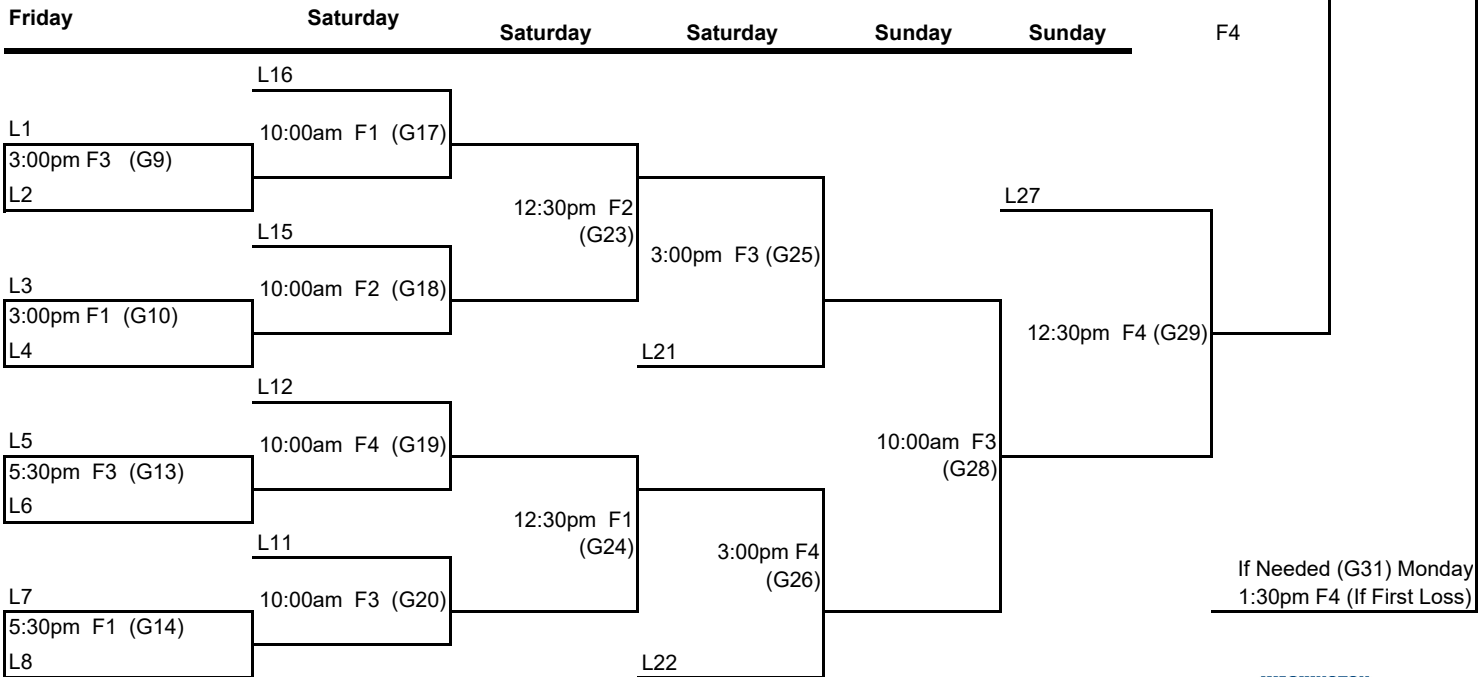 Friday
Saturday
Saturday
Saturday
Sunday
Sunday
F4
L16
L1
10:00am F1 (G17)
3:00pm F3 (G9)
L2
L27
12:30pm F2
(G23)
L15
3:00pm F3 (G25)
L3
10:00am F2 (G18)
3:00pm F1 (G10)
12:30pm F4 (G29)
L4
L21
L12
L5
10:00am F4 (G19)
10:00am F3
(G28)
5:30pm F3 (G13)
L6
12:30pm F1
(G24)
L11
3:00pm F4
(G26)
If Needed (G31) Monday
1:30pm F4 (If First Loss)
L7
10:00am F3 (G20)
5:30pm F1 (G14)
L8
L22